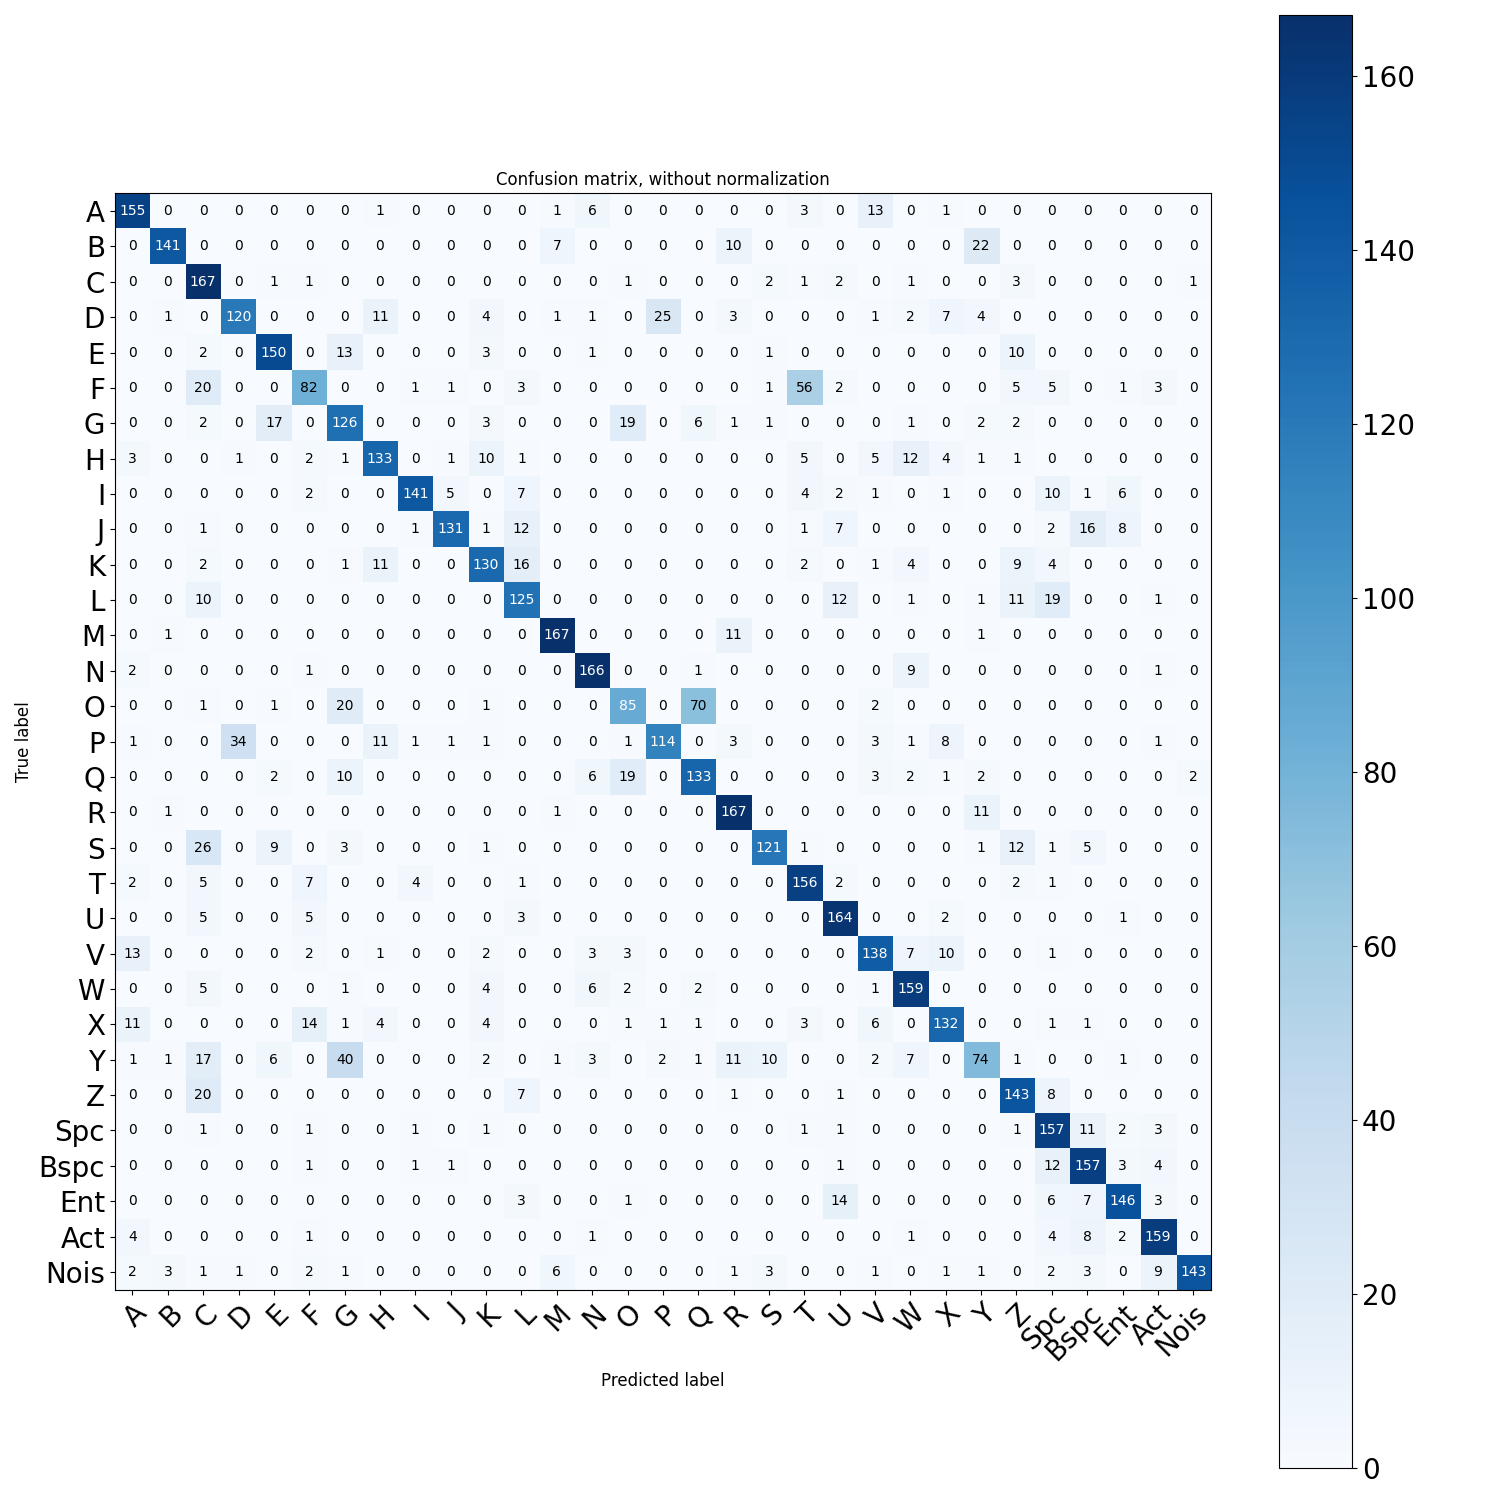 Confusion matrix, without normalization
A 155 0 0 0 0 0 0 1 0 0 0 0 1 6 0 0 0 0 0 3 0 13 0 1 0 0 0 0 0 0 0
B 0 141 0 0 0 0 0 0 0 0 0 0 7 0 0 0 0 10 0 0 0 0 0 0 22 0 0 0 0 0 0
C 0 0 167 0 1 1 0 0 0 0 0 0 0 0 1 0 0 0 2 1 2 0 1 0 0 3 0 0 0 0 1
D 0 1 0 120 0 0 0 11 0 0 4 0 1 1 0 25 0 3 0 0 0 1 2 7 4 0 0 0 0 0 0
E 0 0 2 0 150 0 13 0 0 0 3 0 0 1 0 0 0 0 1 0 0 0 0 0 0 10 0 0 0 0 0
F 0 0 20 0 0 82 0 0 1 1 0 3 0 0 0 0 0 0 1 56 2 0 0 0 0 5 5 0 1 3 0
G 0 0 2 0 17 0 126 0 0 0 3 0 0 0 19 0 6 1 1 0 0 0 1 0 2 2 0 0 0 0 0
H 3 0 0 1 0 2 1 133 0 1 10 1 0 0 0 0 0 0 0 5 0 5 12 4 1 1 0 0 0 0 0
I 0 0 0 0 0 2 0 0 141 5 0 7 0 0 0 0 0 0 0 4 2 1 0 1 0 0 10 1 6 0 0
J 0 0 1 0 0 0 0 0 1 131 1 12 0 0 0 0 0 0 0 1 7 0 0 0 0 0 2 16 8 0 0
K 0 0 2 0 0 0 1 11 0 0 130 16 0 0 0 0 0 0 0 2 0 1 4 0 0 9 4 0 0 0 0
L 0 0 10 0 0 0 0 0 0 0 0 125 0 0 0 0 0 0 0 0 12 0 1 0 1 11 19 0 0 1 0
M 0 1 0 0 0 0 0 0 0 0 0 0 167 0 0 0 0 11 0 0 0 0 0 0 1 0 0 0 0 0 0
N 2 0 0 0 0 1 0 0 0 0 0 0 0 166 0 0 1 0 0 0 0 0 9 0 0 0 0 0 0 1 0
O 0 0 1 0 1 0 20 0 0 0 1 0 0 0 85 0 70 0 0 0 0 2 0 0 0 0 0 0 0 0 0
P 1 0 0 34 0 0 0 11 1 1 1 0 0 0 1 114 0 3 0 0 0 3 1 8 0 0 0 0 0 1 0
Q 0 0 0 0 2 0 10 0 0 0 0 0 0 6 19 0 133 0 0 0 0 3 2 1 2 0 0 0 0 0 2
R 0 1 0 0 0 0 0 0 0 0 0 0 1 0 0 0 0 167 0 0 0 0 0 0 11 0 0 0 0 0 0
S 0 0 26 0 9 0 3 0 0 0 1 0 0 0 0 0 0 0 121 1 0 0 0 0 1 12 1 5 0 0 0
T 2 0 5 0 0 7 0 0 4 0 0 1 0 0 0 0 0 0 0 156 2 0 0 0 0 2 1 0 0 0 0
U 0 0 5 0 0 5 0 0 0 0 0 3 0 0 0 0 0 0 0 0 164 0 0 2 0 0 0 0 1 0 0
V 13 0 0 0 0 2 0 1 0 0 2 0 0 3 3 0 0 0 0 0 0 138 7 10 0 0 1 0 0 0 0
W 0 0 5 0 0 0 1 0 0 0 4 0 0 6 2 0 2 0 0 0 0 1 159 0 0 0 0 0 0 0 0
X 11 0 0 0 0 14 1 4 0 0 4 0 0 0 1 1 1 0 0 3 0 6 0 132 0 0 1 1 0 0 0
Y 1 1 17 0 6 0 40 0 0 0 2 0 1 3 0 2 1 11 10 0 0 2 7 0 74 1 0 0 1 0 0
Z 0 0 20 0 0 0 0 0 0 0 0 7 0 0 0 0 0 1 0 0 1 0 0 0 0 143 8 0 0 0 0
Spc 0 0 1 0 0 1 0 0 1 0 1 0 0 0 0 0 0 0 0 1 1 0 0 0 0 1 157 11 2 3 0
Bspc 0 0 0 0 0 1 0 0 1 1 0 0 0 0 0 0 0 0 0 0 1 0 0 0 0 0 12 157 3 4 0
Ent 0 0 0 0 0 0 0 0 0 0 0 3 0 0 1 0 0 0 0 0 14 0 0 0 0 0 6 7 146 3 0
Act 4 0 0 0 0 1 0 0 0 0 0 0 0 1 0 0 0 0 0 0 0 0 1 0 0 0 4 8 2 159 0
Nois 2 3 1 1 0 2 1 0 0 0 0 0 6 0 0 0 0 1 3 0 0 1 0 1 1 0 2 3 0 9 143
A B C D E F G H I J K L M N O P Q R S T U V W X Y Z Spc Bspc Ent Act Nois
True label
Predicted label
160
140
120
100
80
60
40
20
0